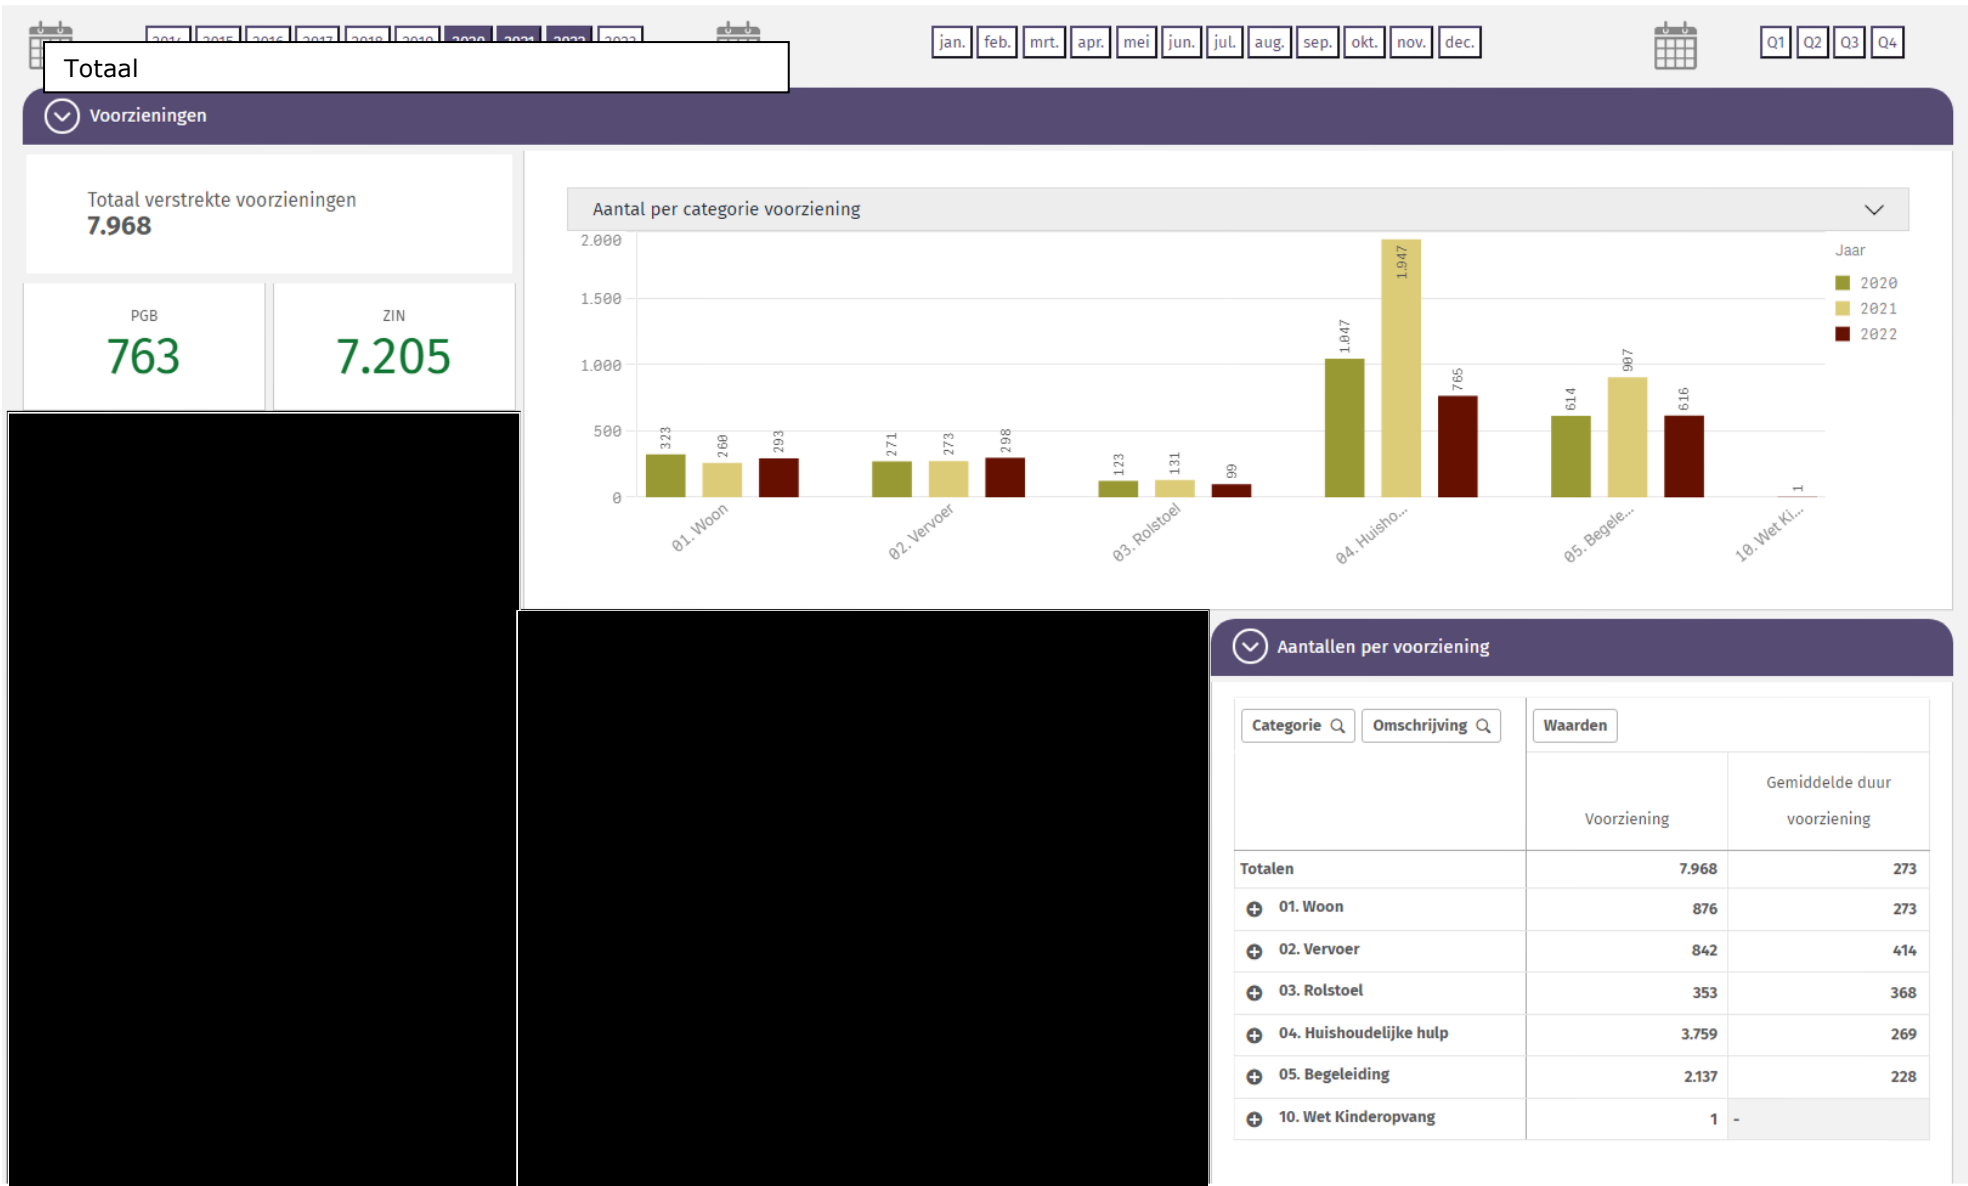 2020 2021 2022
jan. feb. mrt. apr. mei jun. jul. aug. sep. okt. nov. dec.
Q1 Q2 Q3 Q4
Totaal
Voorzieningen
Totaal verstrekte voorzieningen
7.968
PGB
763
ZIN
7.205
Aantal per categorie voorziening
2.000
1.500
1.000
500
0
323 260 293
271 273 298
123 131 99
1.047 1.947 765
614 907 616
1
01. Woon
02. Vervoer
03. Rolstoel
04. Huisho...
05. Begele...
10. Wet Ki...
Jaar
2020
2021
2022
Aantallen per voorziening
Categorie Omschrijving Waarden
Voorziening
Gemiddelde duur
voorziening
Totalen 7.968 273
01. Woon 876 273
02. Vervoer 842 414
03. Rolstoel 353 368
04. Huishoudelijke hulp 3.759 269
05. Begeleiding 2.137 228
10. Wet Kinderopvang 1 -